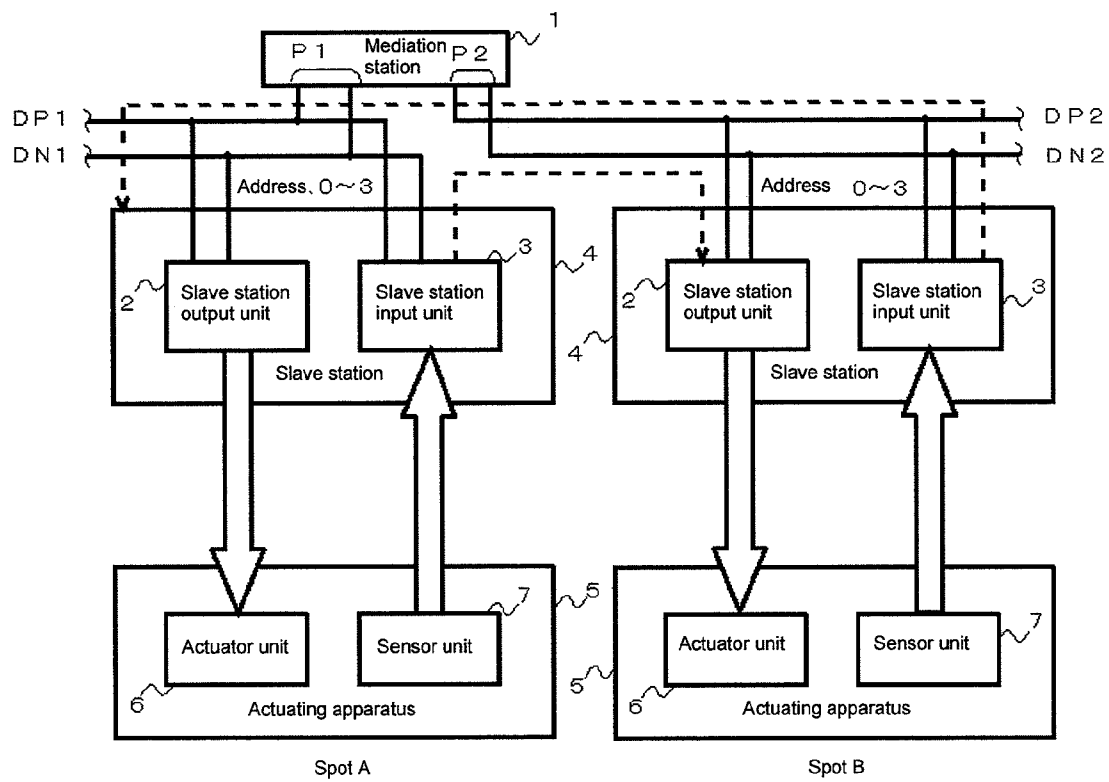 1
P1 Mediation station P2
DP1
DP2
DN1
DN2
Address、0～3
Address 0～3
3
4
2
Slave station output unit
Slave station input unit
Slave station
2
Slave station output unit
Slave station input unit
3
4
Slave station
7
5
Actuator unit
Sensor unit
6
Actuating apparatus
7
Actuator unit
Sensor unit
5
6
Actuating apparatus
Spot A
Spot B